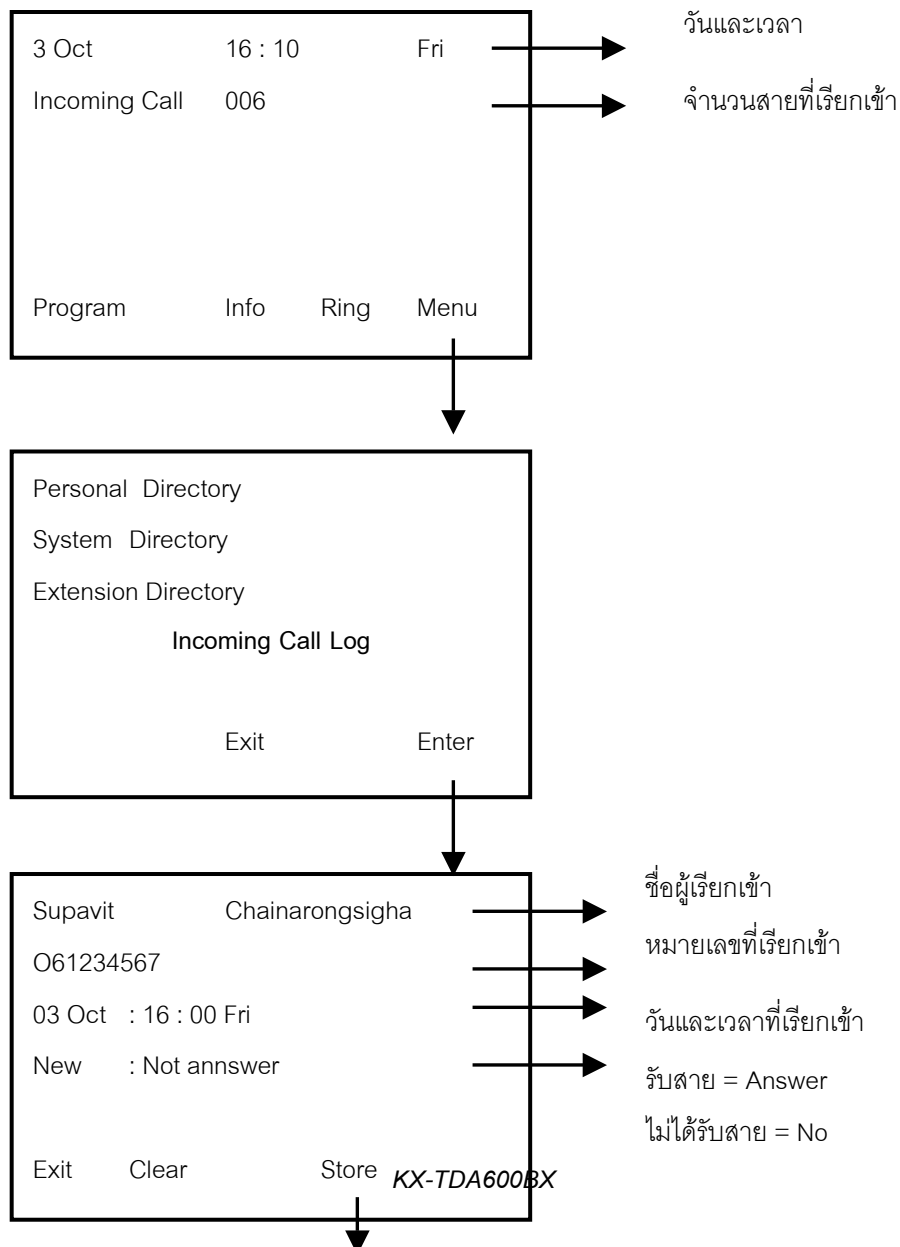 วันและเวลา
3 Oct 16 : 10 Fri
Incoming Call 006
จำนวนสายที่เรียกเข้า
Program Info Ring Menu
Personal Directory
System Directory
Extension Directory
Incoming Call Log
Exit Enter
ชื่อผู้เรียกเข้า
Supavit Chainarongsigha
หมายเลขที่เรียกเข้า
O61234567
03 Oct : 16 : 00 Fri
วันและเวลาที่เรียกเข้า
New : Not annswer
รับสาย = Answer
ไม่ได้รับสาย = No
Exit Clear Store KX-TDA600BX